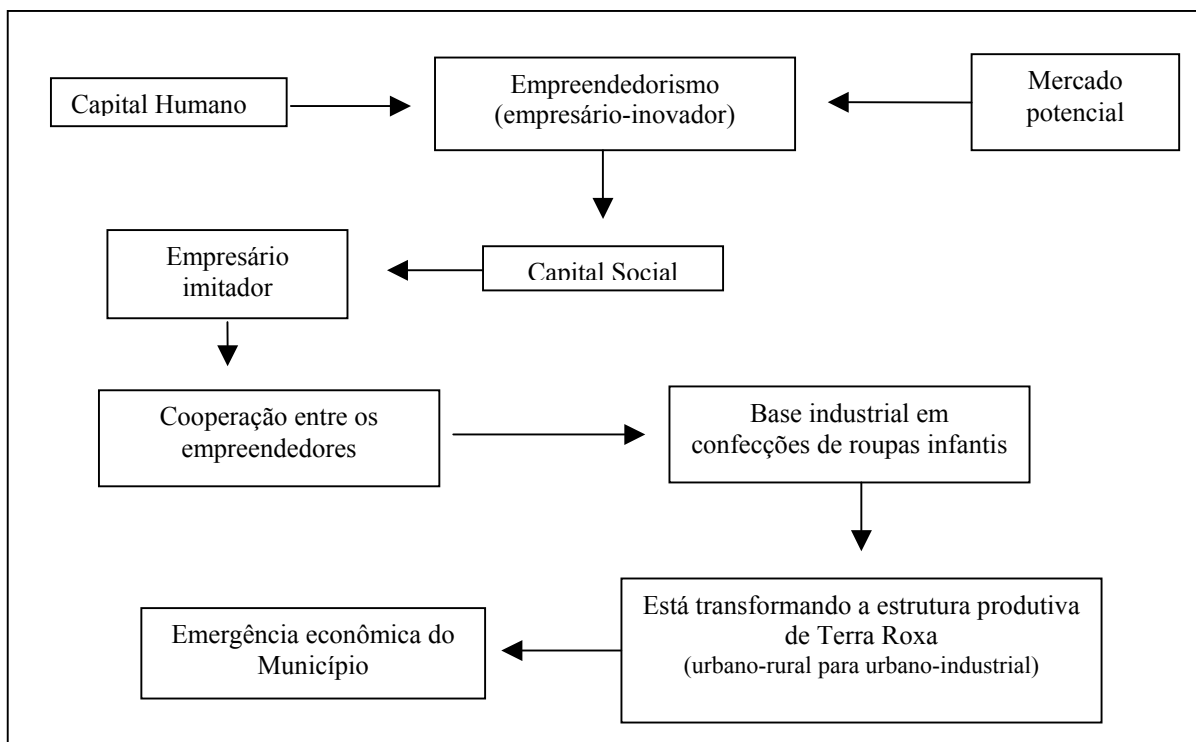 Capital Humano
Empreendedorismo
(empresário-inovador)
Mercado
potencial
Empresário
imitador
Capital Social
Cooperação entre os
empreendedores
Base industrial em
confecções de roupas infantis
Emergência econômica do
Município
Está transformando a estrutura produtiva
de Terra Roxa
(urbano-rural para urbano-industrial)